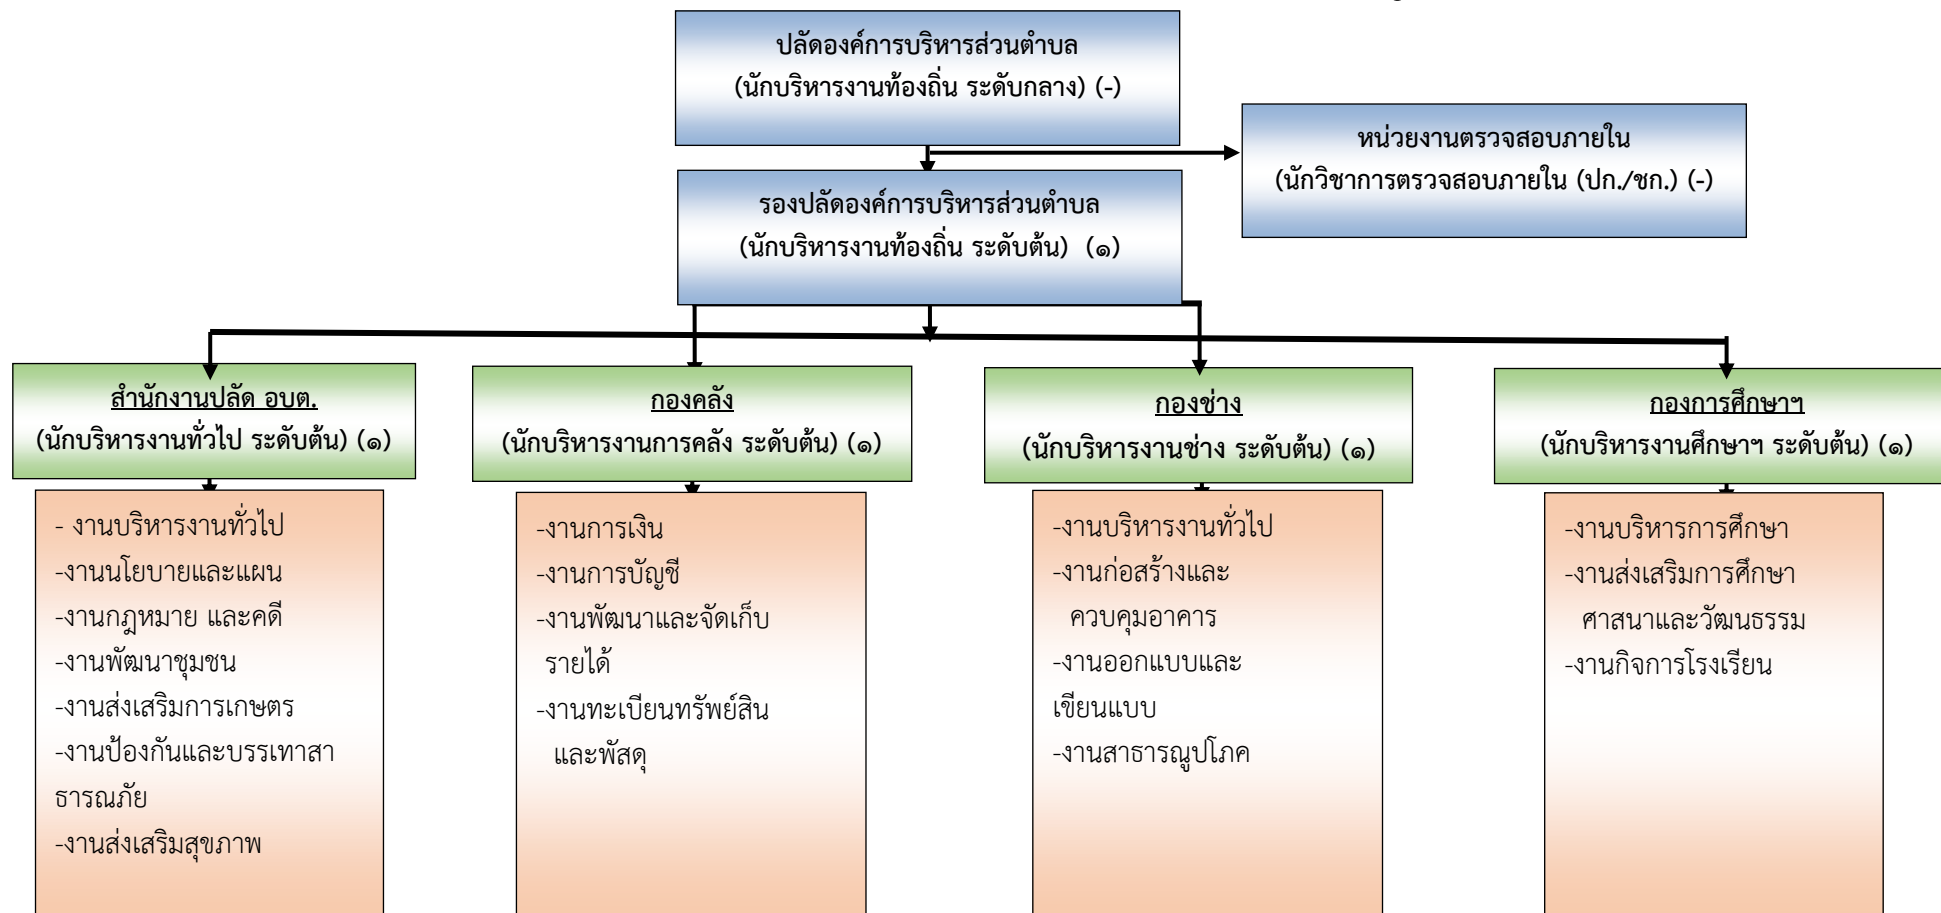 ปลัดองค์การบริหารส่วนตำบล
(นักบริหารงานท้องถิ่น ระดับกลาง) (-)
หน่วยงานตรวจสอบภายใน
(นักวิชาการตรวจสอบภายใน (ปก./ชก.) (-)
รองปลัดองค์การบริหารส่วนตำบล
(นักบริหารงานท้องถิ่น ระดับต้น) (๑)
สำนักงานปลัด อบต.
(นักบริหารงานทั่วไป ระดับต้น) (๑)
กองคลัง
(นักบริหารงานการคลัง ระดับต้น) (๑)
กองช่าง
(นักบริหารงานช่าง ระดับต้น) (๑)
กองการศึกษาฯ
(นักบริหารงานศึกษาฯ ระดับต้น) (๑)
- งานบริหารงานทั่วไป
-งานนโยบายและแผน
-งานกฎหมาย และคดี
-งานพัฒนาชุมชน
-งานส่งเสริมการเกษตร
-งานป้องกันและบรรเทาสา
ธารณภัย
-งานส่งเสริมสุขภาพ
-งานการเงิน
-งานการบัญชี
-งานพัฒนาและจัดเก็บ
รายได้
-งานทะเบียนทรัพย์สิน
และพัสดุ
-งานบริหารงานทั่วไป
-งานก่อสร้างและ
ควบคุมอาคาร
-งานออกแบบและ
เขียนแบบ
-งานสาธารณูปโภค
-งานบริหารการศึกษา
-งานส่งเสริมการศึกษา
ศาสนาและวัฒนธรรม
-งานกิจการโรงเรียน